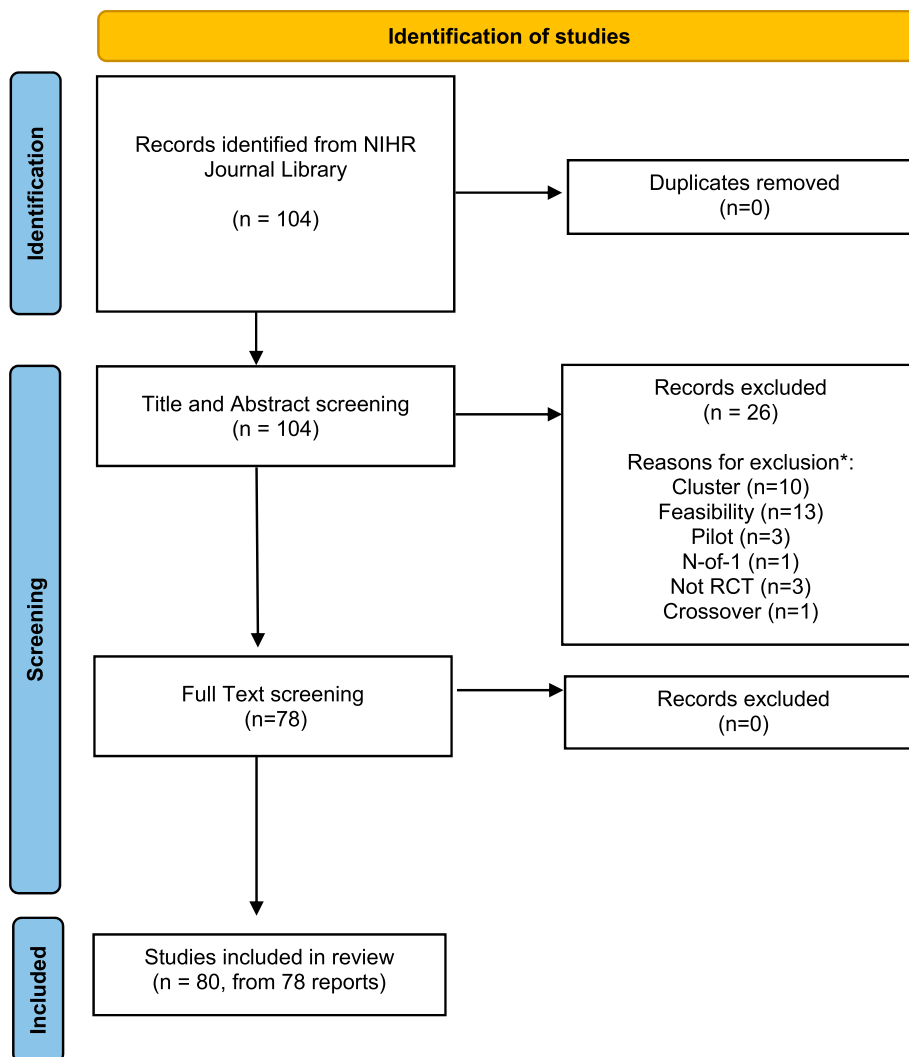 Identification of studies
Identification
Records identified from NIHR
Journal Library
(n = 104)
Duplicates removed
(n=0)
Screening
Title and Abstract screening
(n = 104)
Records excluded
(n = 26)
Reasons for exclusion*:
Cluster (n=10)
Feasibility (n=13)
Pilot (n=3)
N-of-1 (n=1)
Not RCT (n=3)
Crossover (n=1)
Full Text screening
(n=78)
Records excluded
(n=0)
Included
Studies included in review
(n = 80, from 78 reports)